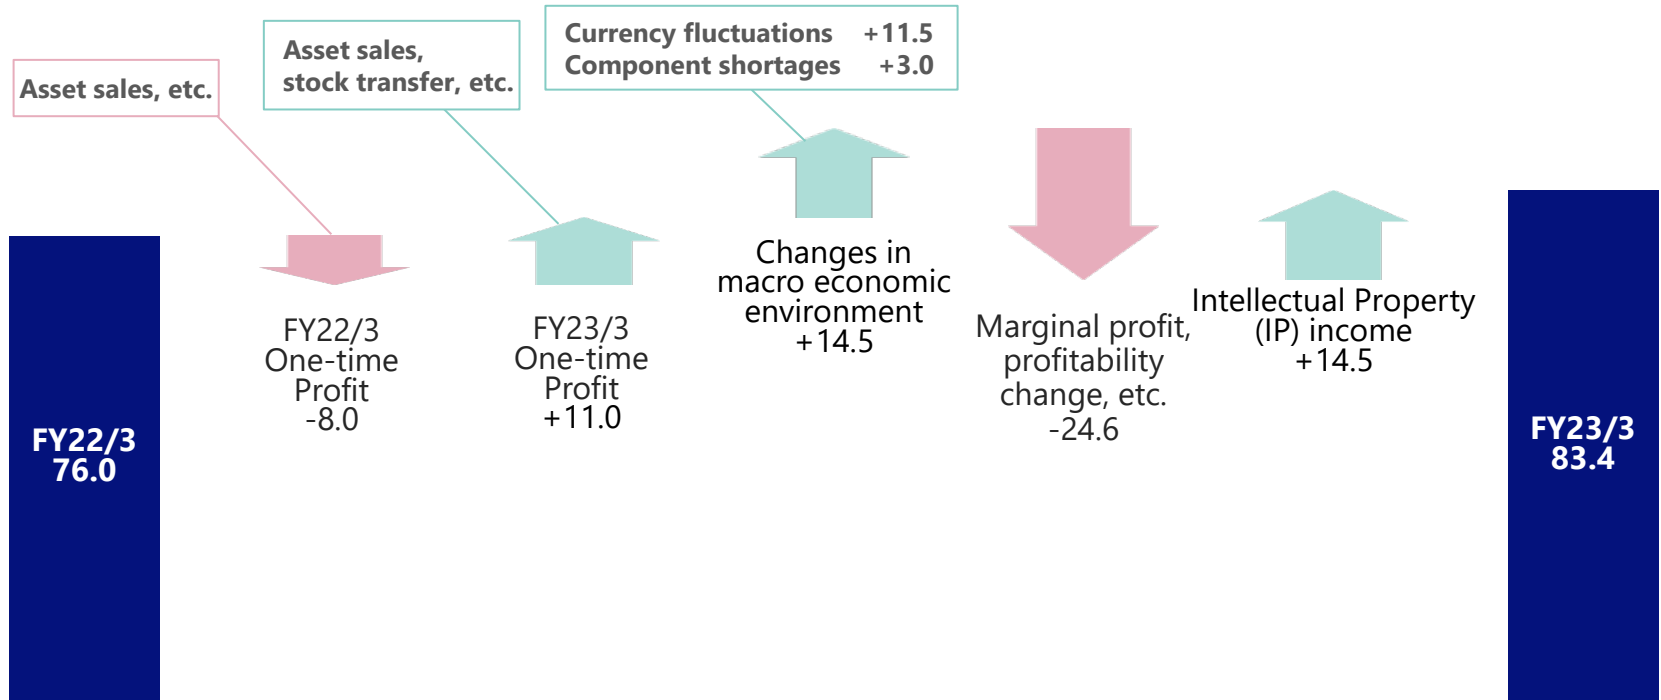 Asset sales, etc.
Asset sales,
stock transfer, etc.
Currency fluctuations +11.5
Component shortages +3.0
FY22/3
76.0
FY22/3
One-time
Profit
-8.0
FY23/3
One-time
Profit
+11.0
Changes in
macro economic
environment
+14.5
Marginal profit,
profitability
change, etc.
-24.6
Intellectual Property
(IP) income
+14.5
FY23/3
83.4